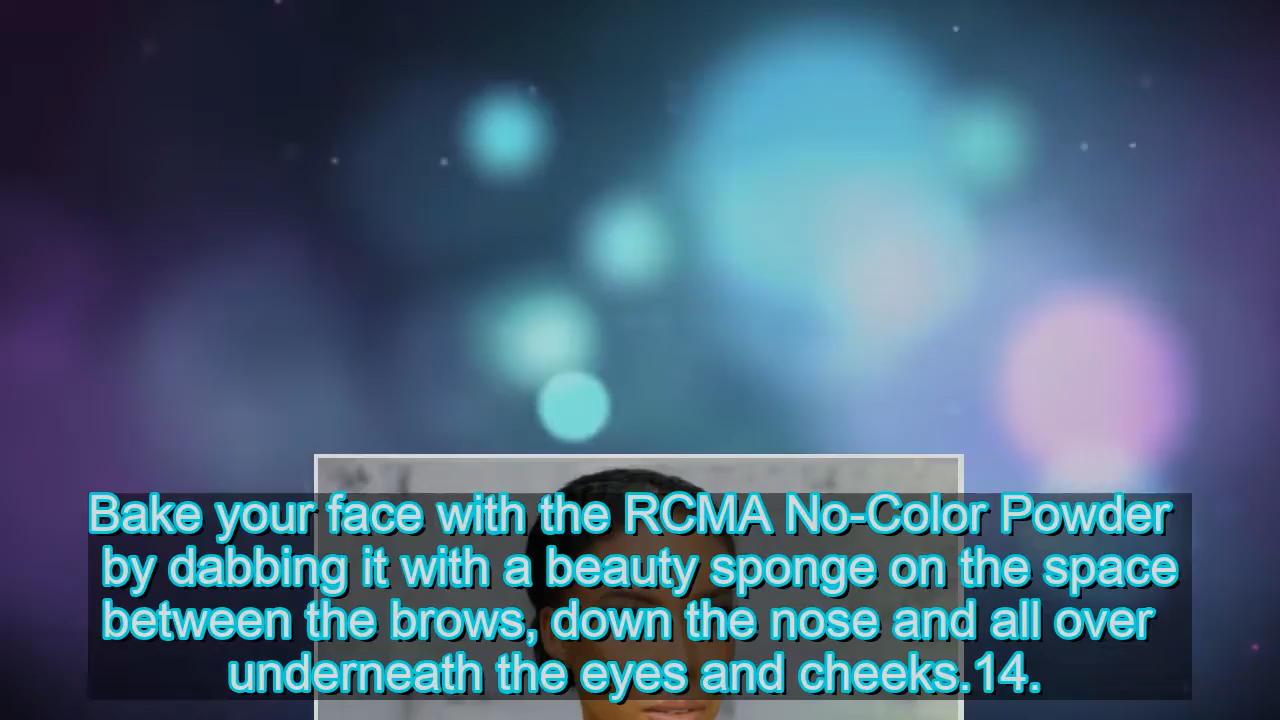 Bake your face with the RCMA No-Color Powder
by dabbing it with a beauty sponge on the space
between the brows, down the nose and all over
underneath the eyes and cheeks.14.